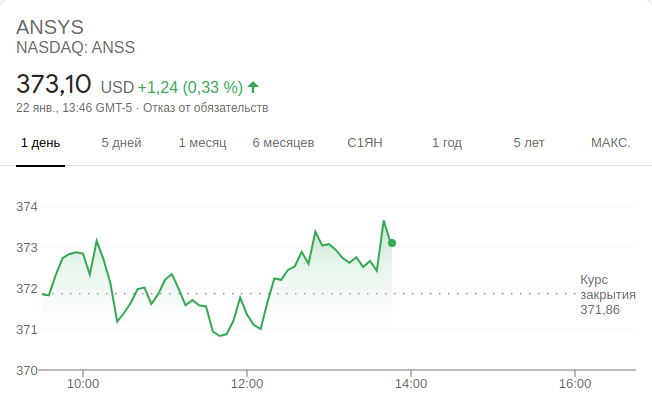 ANSYS
NASDAQ: ANSS
373,10 USD +1,24 (0,33 %)
22 янв., 13:46 GMT-5 · Отказ от обязательств
1 день 5 дней 1 месяц 6 месяцев С1ЯН 1 год 5 лет МАКС.
374
373
372
371
370
Курс
закрытия
371,86
10:00 12:00 14:00 16:00